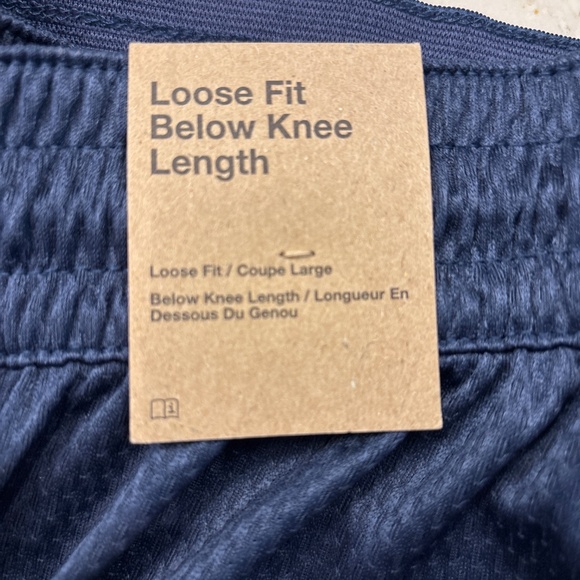 Loose Fit
Below Knee
Length
Loose Fit / Coupe Large
Below Knee Length / Longueur En
Dessous Du Genou
i